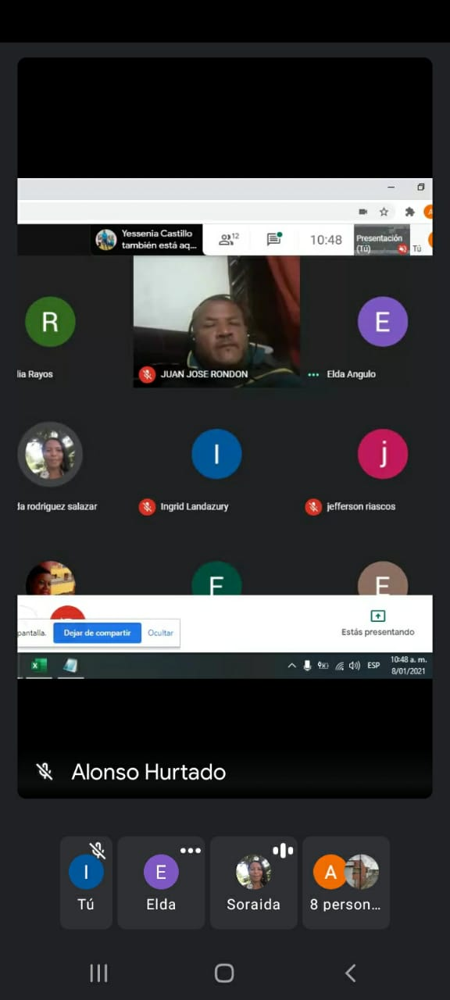 Yessenia Castillo
también está aq...
12
10:48
Presentación
(Tú)
Tú
A
R
E
lia Rayos
JUAN JOSE RONDON
Elda Angulo
I
j
da rodriguez salazar
Ingrid Landazury
jefferson riascos
E
pantalla.
Dejar de compartir
Ocultar
Estás presentando
ESP
10:48 a. m.
8/01/2021
Alonso Hurtado
I
E
A
Tú
Elda
Soraida
8 person...